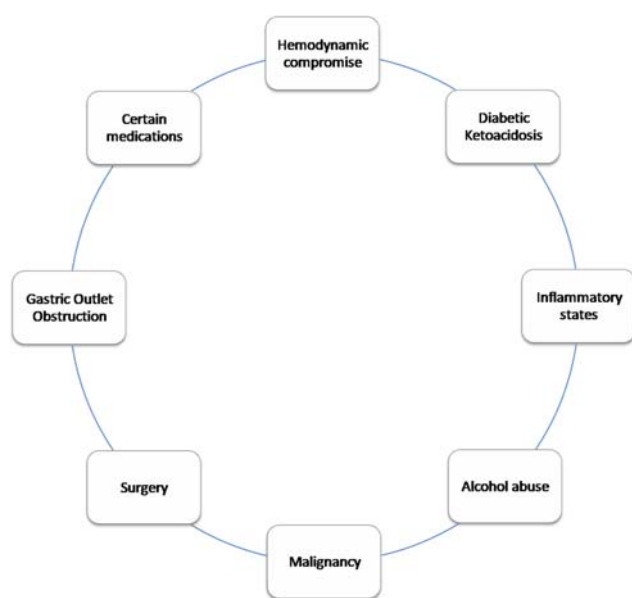 Hemodynamic
compromise
Diabetic
Ketoacidosis
Inflammatory
states
Alcohol abuse
Malignancy
Surgery
Gastric Outlet
Obstruction
Certain
medications